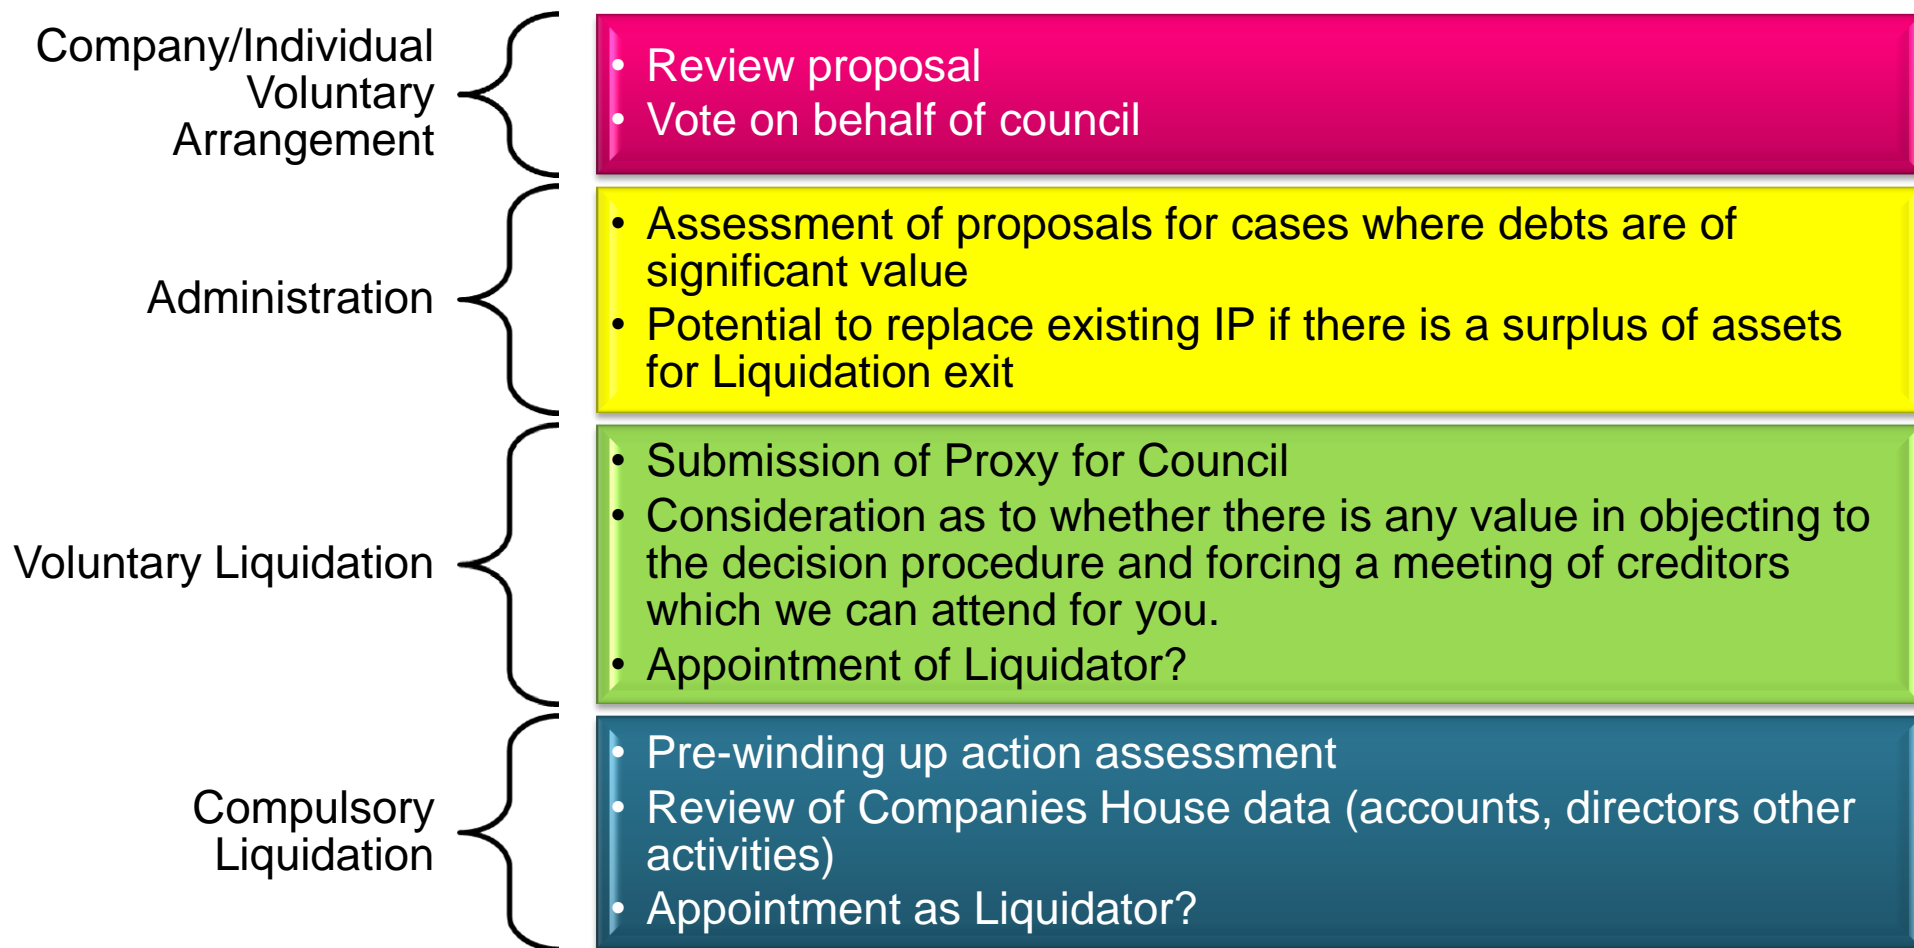 Company/Individual
Voluntary
Arrangement
• Review proposal
• Vote on behalf of council
Administration
• Assessment of proposals for cases where debts are of
significant value
• Potential to replace existing IP if there is a surplus of assets
for Liquidation exit
Voluntary Liquidation
• Submission of Proxy for Council
• Consideration as to whether there is any value in objecting to
the decision procedure and forcing a meeting of creditors
which we can attend for you.
• Appointment of Liquidator?
Compulsory
Liquidation
• Pre-winding up action assessment
• Review of Companies House data (accounts, directors other
activities)
• Appointment as Liquidator?